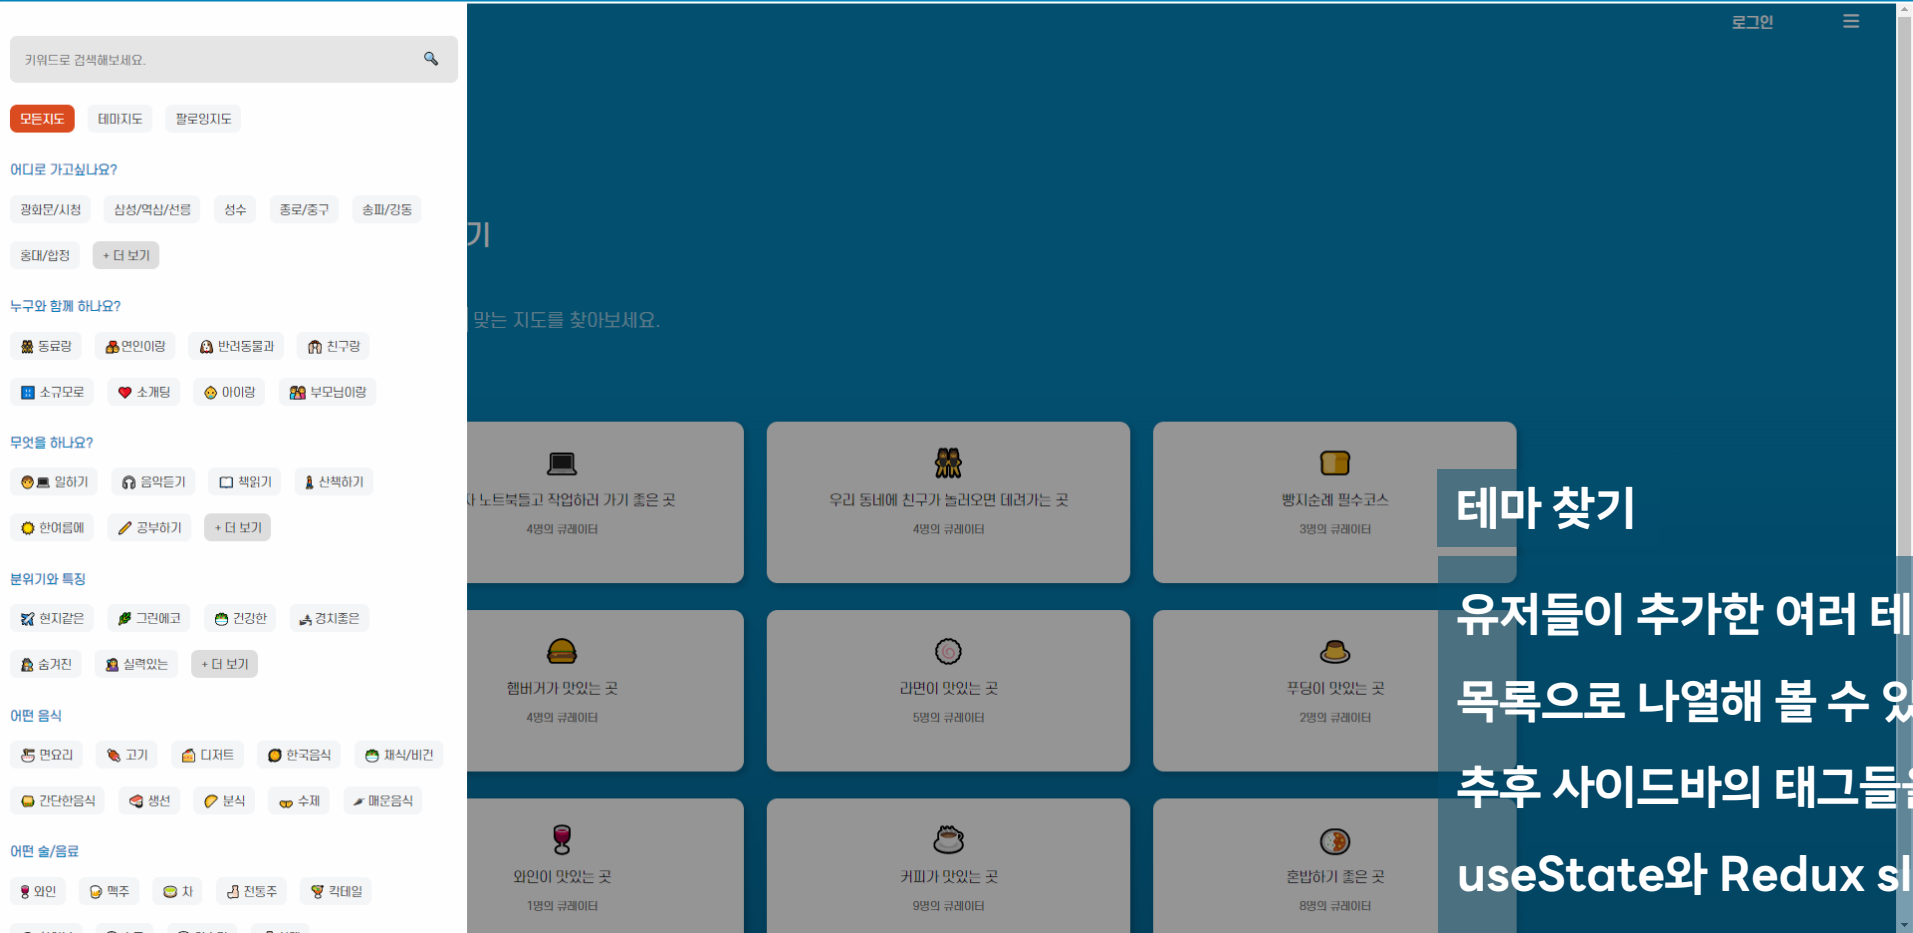 로그인
키워드로 검색해보세요.
모든지도 테마지도 팔로잉지도
어디로 가고싶나요?
광화문/시청 삼성/역삼/선릉 성수 종로/중구 송파/강동
홍대/합정 + 더 보기
누구와 함께 하나요?
동료랑 연인이랑 반려동물과 친구랑
소규모로 소개팅 아이랑 부모님이랑
무엇을 하나요?
일하기 음악듣기 책읽기 산책하기
한여름에 공부하기 + 더 보기
분위기와 특징
현지같은 그린에코 건강한 경치좋은
숨겨진 실력있는 + 더 보기
어떤 음식
면요리 고기 디저트 한국음식 채식/비건
간단한음식 생선 분식 수제 매운음식
어떤 술/음료
와인 맥주 차 전통주 칵테일
기
맞는 지도를 찾아보세요.
노트북들고 작업하러 가기 좋은 곳
4명의 큐레이터
우리 동네에 친구가 놀러오면 데려가는 곳
4명의 큐레이터
빵지순례 필수코스
3명의 큐레이터
햄버거가 맛있는 곳
4명의 큐레이터
라면이 맛있는 곳
5명의 큐레이터
푸딩이 맛있는 곳
2명의 큐레이터
와인이 맛있는 곳
1명의 큐레이터
커피가 맛있는 곳
9명의 큐레이터
혼밥하기 좋은 곳
8명의 큐레이터
테마 찾기
유저들이 추가한 여러 테
목록으로 나열해 볼 수 있
추후 사이드바의 태그들을
useState와 Redux sl